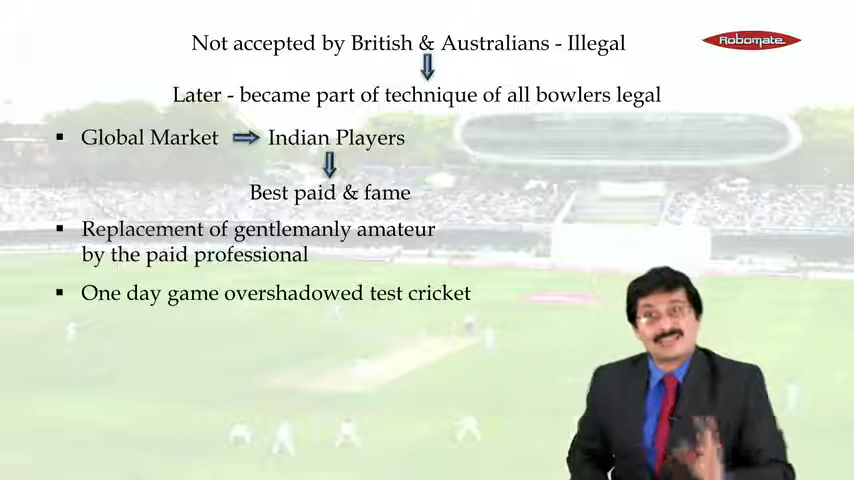 Not accepted by British & Australians - Illegal
Robomate
Later - became part of technique of all bowlers legal
▪ Global Market Indian Players
Best paid & fame
▪ Replacement of gentlemanly amateur
by the paid professional
▪ One day game overshadowed test cricket